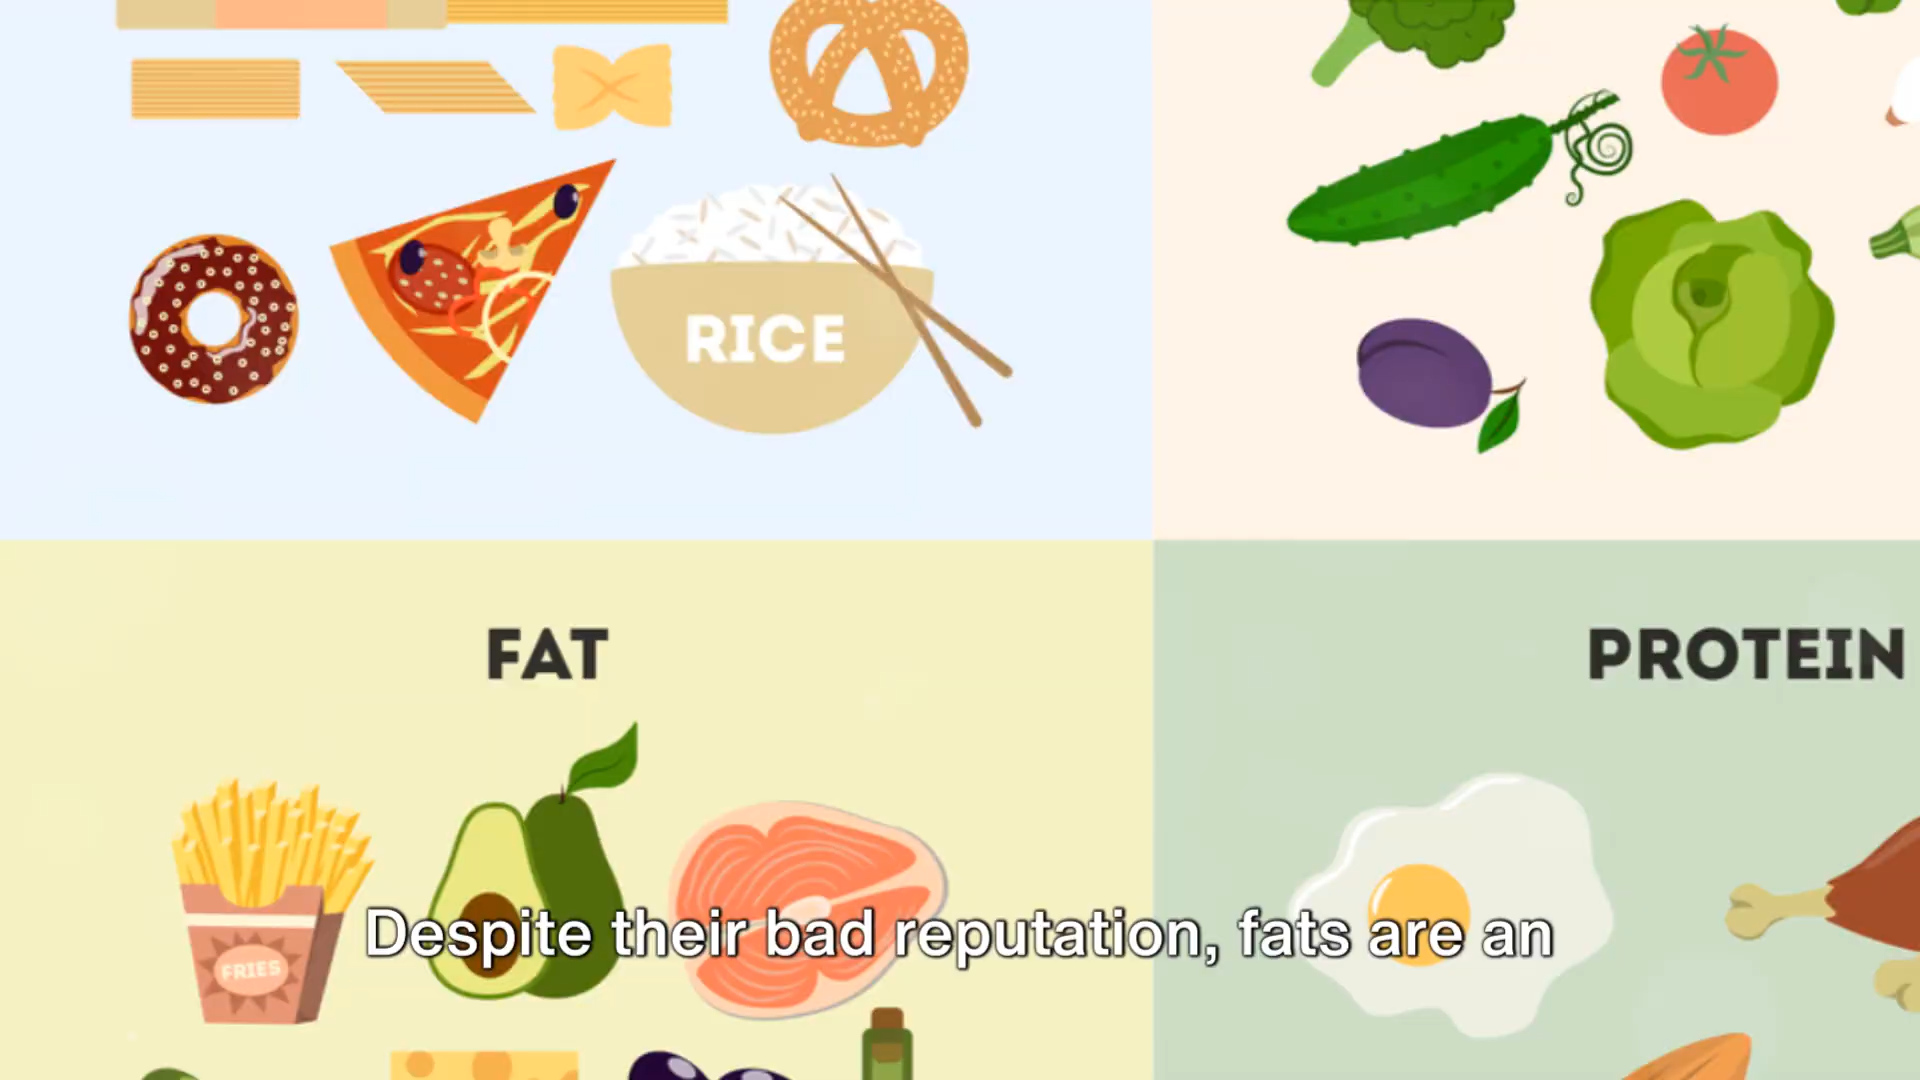 RICE
FAT
PROTEIN
FRIES
Despite their bad reputation, fats are an